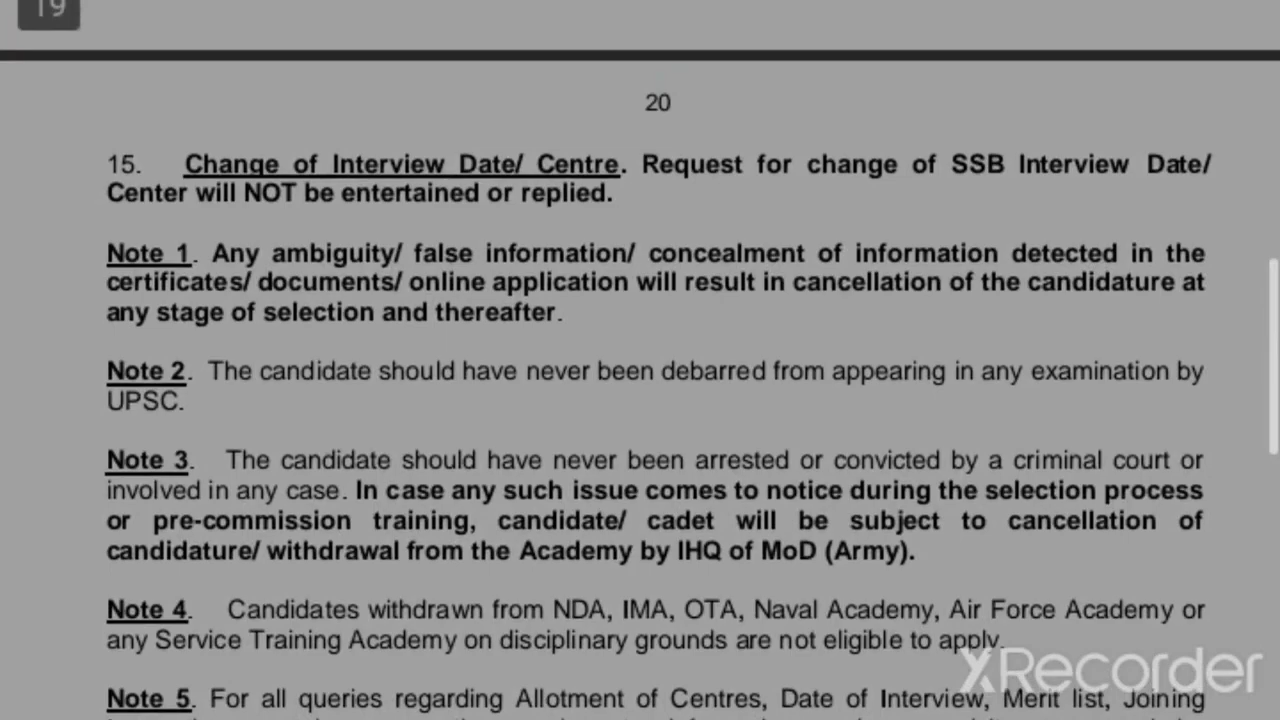 19
20
15. Change of Interview Date/ Centre. Request for change of SSB Interview Date/
Center will NOT be entertained or replied.
Note 1. Any ambiguity/ false information/ concealment of information detected in the
certificates/ documents/ online application will result in cancellation of the candidature at
any stage of selection and thereafter.
Note 2. The candidate should have never been debarred from appearing in any examination by
UPSC.
Note 3. The candidate should have never been arrested or convicted by a criminal court or
involved in any case. In case any such issue comes to notice during the selection process
or pre-commission training, candidate/ cadet will be subject to cancellation of
candidature/ withdrawal from the Academy by IHQ of MoD (Army).
Note 4. Candidates withdrawn from NDA, IMA, OTA, Naval Academy, Air Force Academy or
any Service Training Academy on disciplinary grounds are not eligible to apply.
XRecorder
Note 5. For all queries regarding Allotment of Centres, Date of Interview, Merit list, Joining